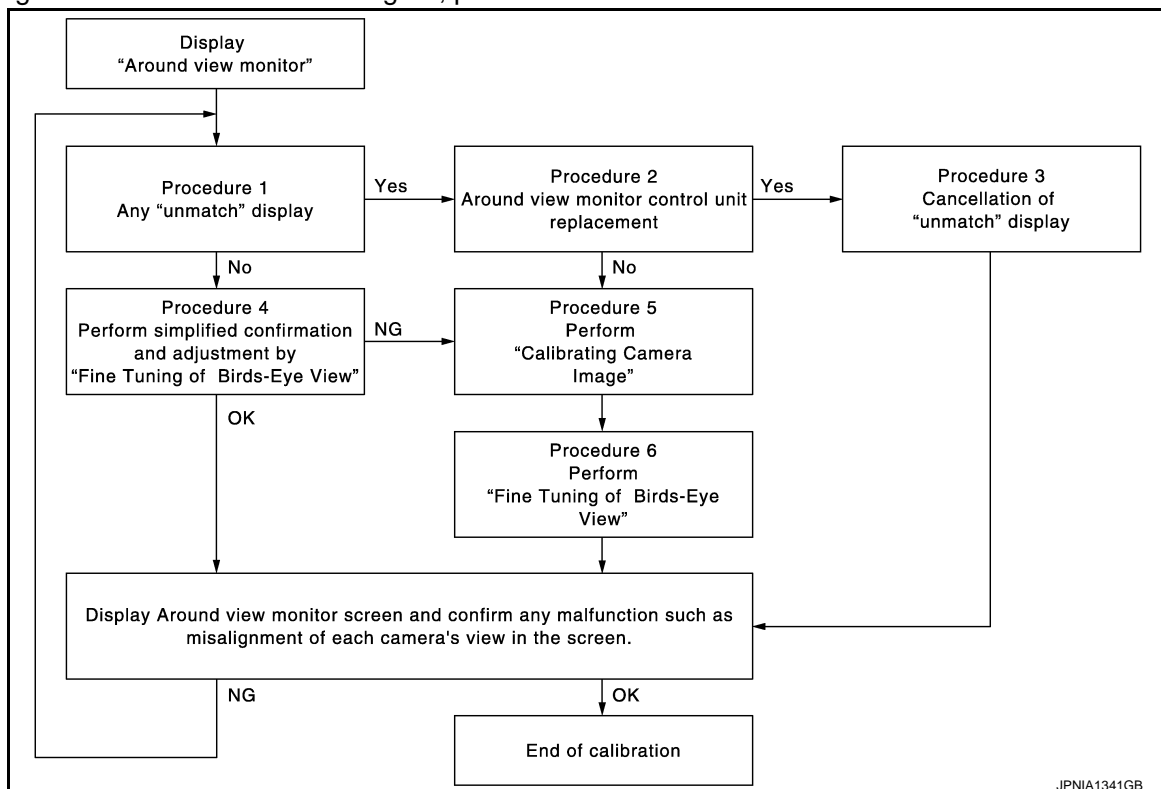 Display
“Around view monitor”
Procedure 1
Any “unmatch” display
Yes
Procedure 2
Around view monitor control unit
replacement
Yes
Procedure 3
Cancellation of
“unmatch” display
No
No
Procedure 4
Perform simplified confirmation
and adjustment by
“Fine Tuning of Birds-Eye View”
NG
Procedure 5
Perform
“Calibrating Camera
Image”
OK
Procedure 6
Perform
“Fine Tuning of Birds-Eye
View”
Display Around view monitor screen and confirm any malfunction such as
misalignment of each camera's view in the screen.
NG
OK
End of calibration
JPNIA1341GB